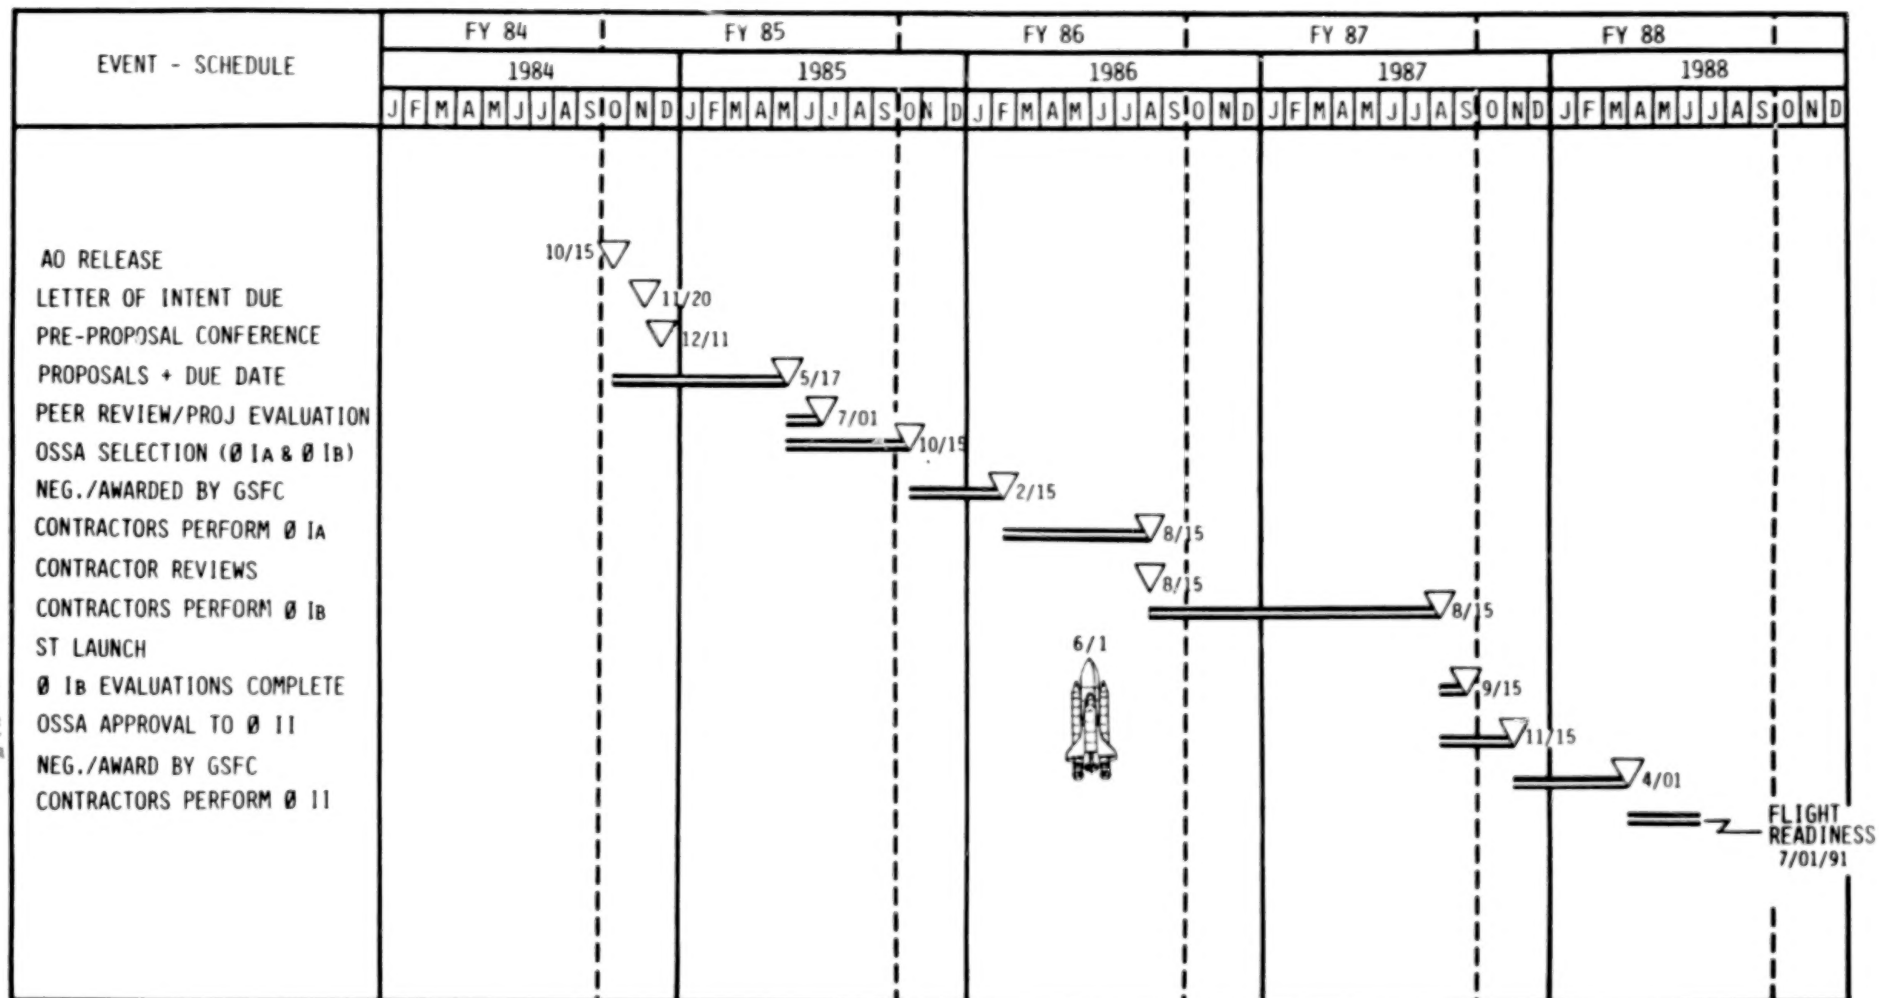 EVENT - SCHEDULE
FY 84 FY 85 FY 86 FY 87 FY 88
1984 1985 1986 1987 1988
J F M A M J J A S O N D J F M A M J J A S O N D J F M A M J J A S O N D J F M A M J J A S O N D J F M A M J J A S O N D
AO RELEASE 10/15
LETTER OF INTENT DUE 11/20
PRE-PROPOSAL CONFERENCE 12/11
PROPOSALS + DUE DATE 5/17
PEER REVIEW/PROJ EVALUATION 7/01
OSSA SELECTION (Ø IA & Ø IB) 10/15
NEG./AWARDED BY GSFC 2/15
CONTRACTORS PERFORM Ø IA 8/15
CONTRACTOR REVIEWS 8/15
CONTRACTORS PERFORM Ø IB 8/15
ST LAUNCH 6/1
Ø IB EVALUATIONS COMPLETE 9/15
OSSA APPROVAL TO Ø II 11/15
NEG./AWARD BY GSFC 4/01
CONTRACTORS PERFORM Ø II
FLIGHT
READINESS
7/01/91